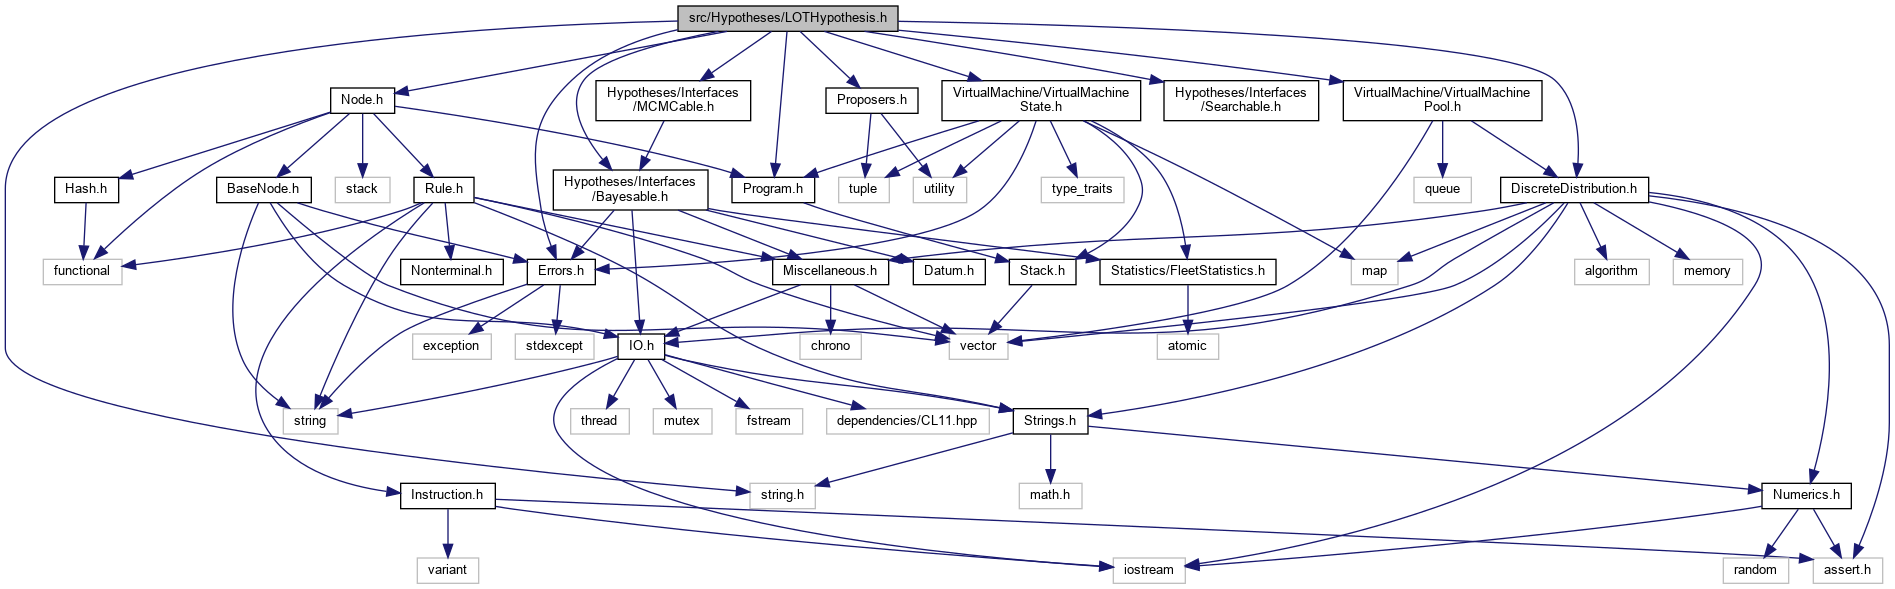 src/Hypotheses/LOTHypothesis.h
Node.h
Hypotheses/Interfaces
/MCMCable.h
Proposers.h
VirtualMachine/VirtualMachine
State.h
Hypotheses/Interfaces
/Searchable.h
VirtualMachine/VirtualMachine
Pool.h
Hash.h
BaseNode.h
stack
Rule.h
Hypotheses/Interfaces
/Bayesable.h
Program.h
tuple
utility
type_traits
queue
DiscreteDistribution.h
functional
Nonterminal.h
Errors.h
Miscellaneous.h
Datum.h
Stack.h
Statistics/FleetStatistics.h
map
algorithm
memory
exception
stdexcept
IO.h
chrono
vector
atomic
string
thread
mutex
fstream
dependencies/CL11.hpp
Strings.h
Instruction.h
string.h
math.h
Numerics.h
variant
iostream
random
assert.h